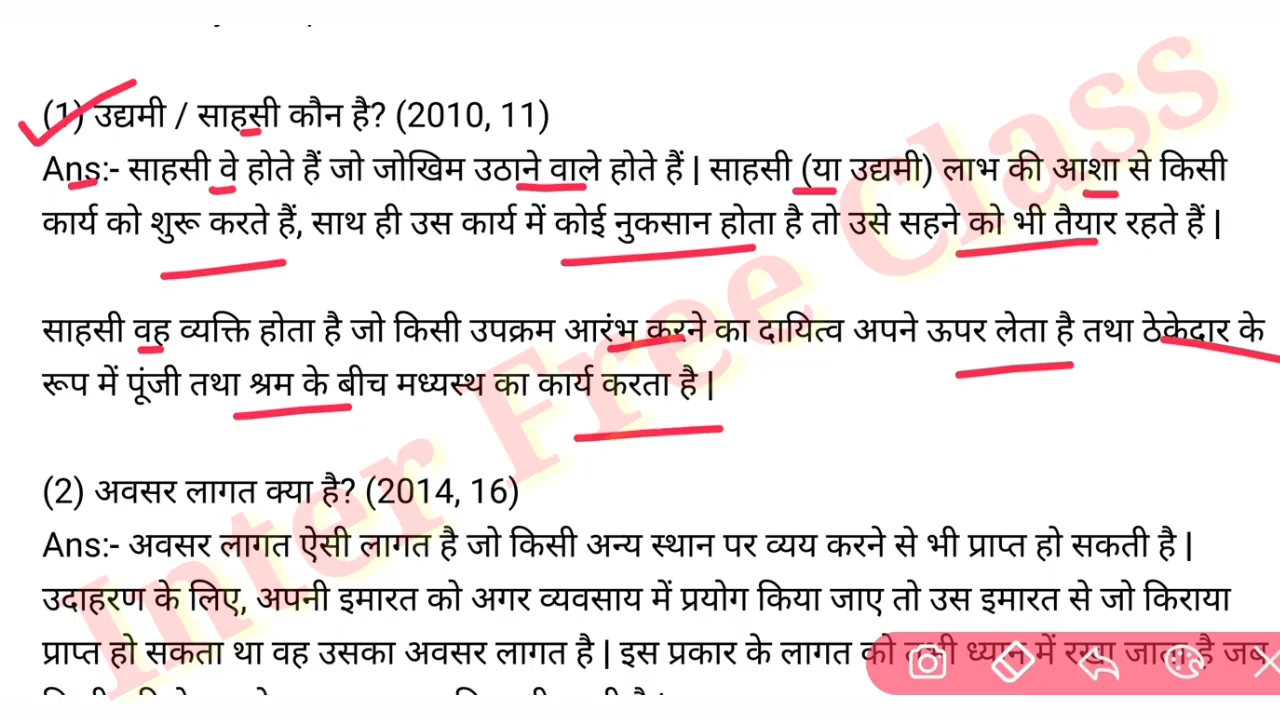 (1) उद्यमी / साहसी कौन है? (2010, 11)
Ans:- साहसी वे होते हैं जो जोखिम उठाने वाले होते हैं | साहसी (या उद्यमी) लाभ की आशा से किसी
कार्य को शुरू करते हैं, साथ ही उस कार्य में कोई नुकसान होता है तो उसे सहने को भी तैयार रहते हैं |
साहसी वह व्यक्ति होता है जो किसी उपक्रम आरंभ करने का दायित्व अपने ऊपर लेता है तथा ठेकेदार के
रूप में पूंजी तथा श्रम के बीच मध्यस्थ का कार्य करता है |
(2) अवसर लागत क्या है? (2014, 16)
Ans:- अवसर लागत ऐसी लागत है जो किसी अन्य स्थान पर व्यय करने से भी प्राप्त हो सकती है |
उदाहरण के लिए, अपनी इमारत को अगर व्यवसाय में प्रयोग किया जाए तो उस इमारत से जो किराया
प्राप्त हो सकता था वह उसका अवसर लागत है | इस प्रकार के लागत को ध्यान में रखा जाता है जब
Inter Free Class